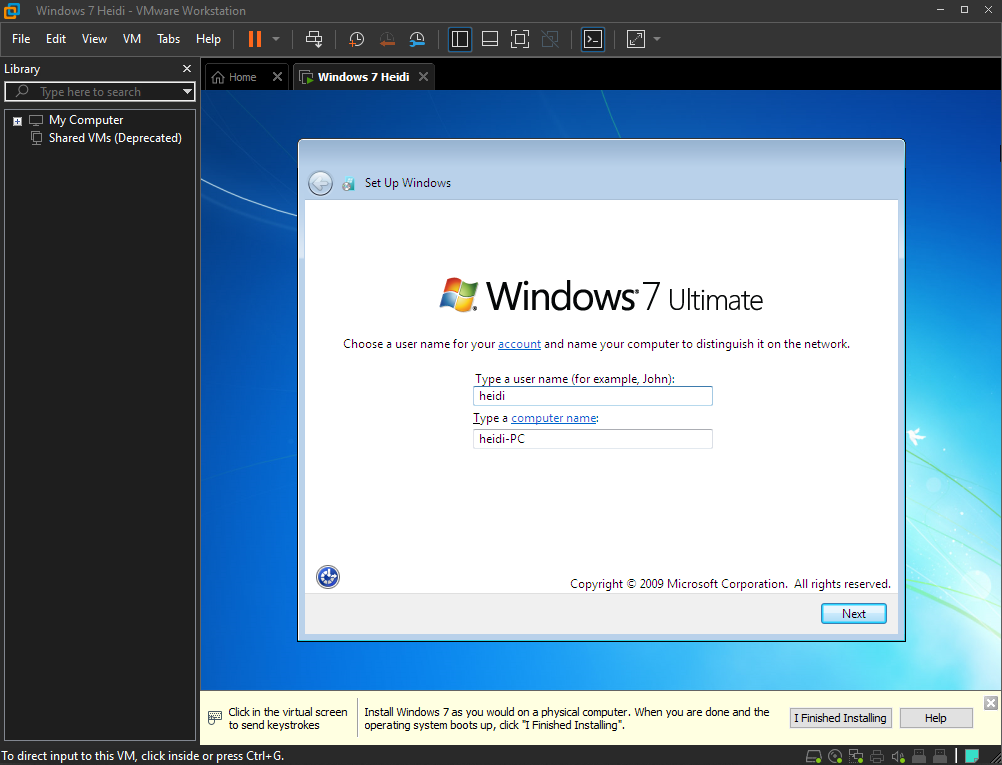 Windows 7 Heidi - VMware Workstation
File Edit View VM Tabs Help
Library
Type here to search
My Computer
Shared VMs (Deprecated)
Home
Windows 7 Heidi
Set Up Windows
Windows 7 Ultimate
Choose a user name for your account and name your computer to distinguish it on the network.
Type a user name (for example, John):
heidi
Type a computer name:
heidi-PC
Copyright © 2009 Microsoft Corporation. All rights reserved.
Next
Click in the virtual screen
to send keystrokes
Install Windows 7 as you would on a physical computer. When you are done and the
operating system boots up, click "I Finished Installing".
I Finished Installing
Help
To direct input to this VM, click inside or press Ctrl+G.